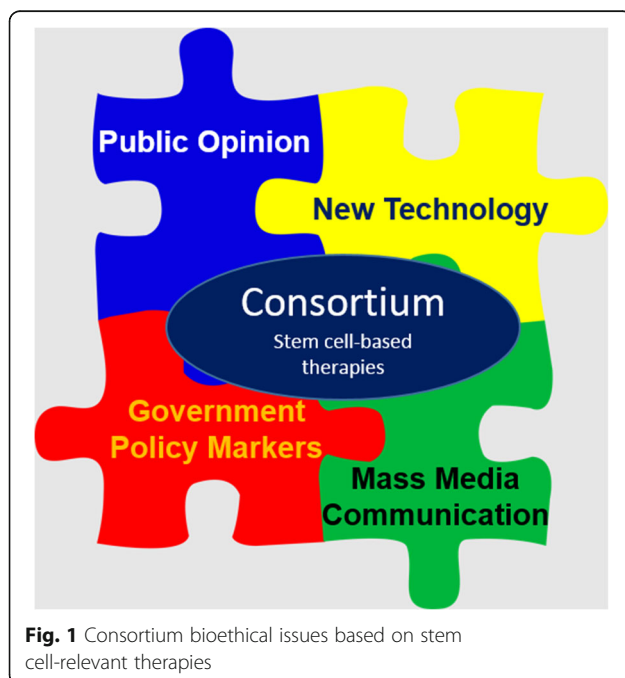 Public Opinion
New Technology
Consortium
Stem cell-based
therapies
Government
Policy Markers
Mass Media
Communication
Fig. 1 Consortium bioethical issues based on stem
cell-relevant therapies